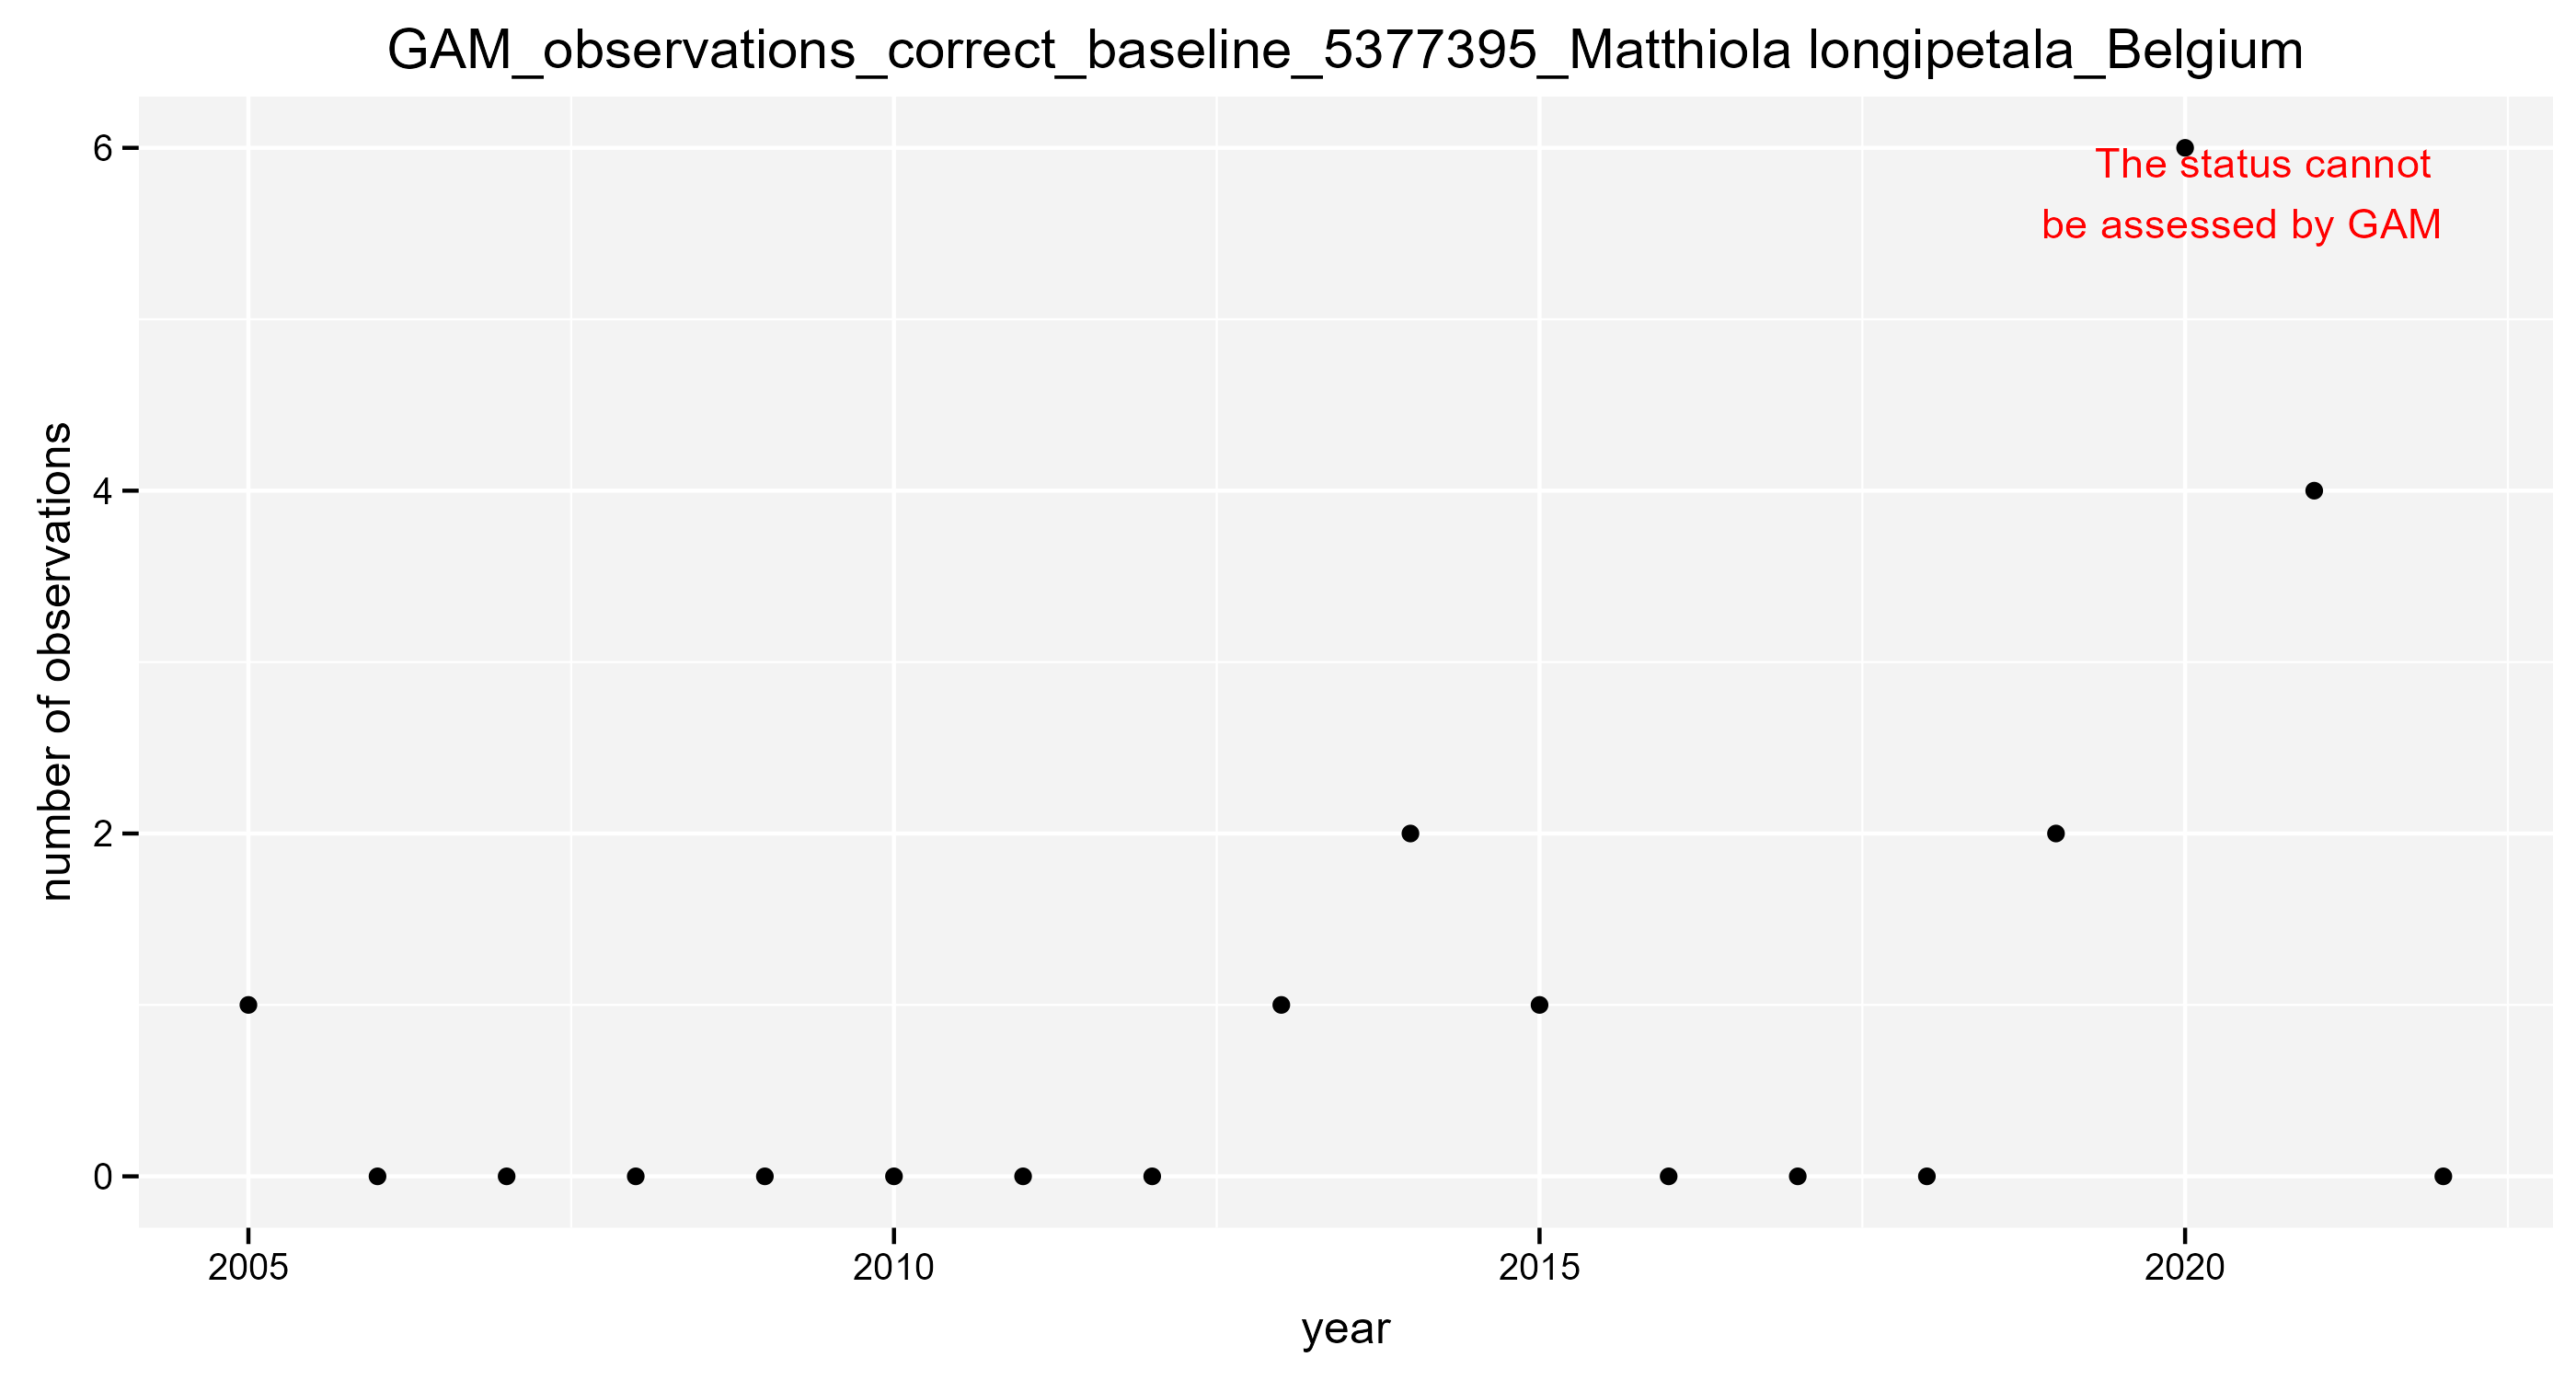 GAM_observations_correct_baseline_5377395_Matthiola longipetala_Belgium
6
The status cannot
be assessed by GAM
4
number of observations
2
0
2005 2010 2015 2020
year